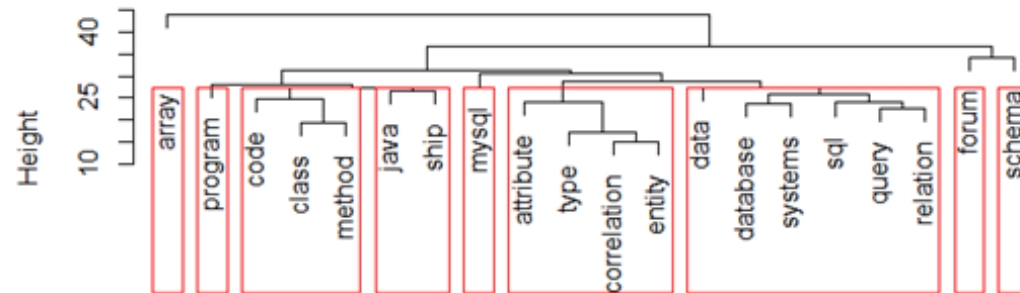 Height
40
25
10
array
program
code
class
method
java
ship
mysql
attribute
type
correlation
entity
data
database
systems
sql
query
relation
forum
schema